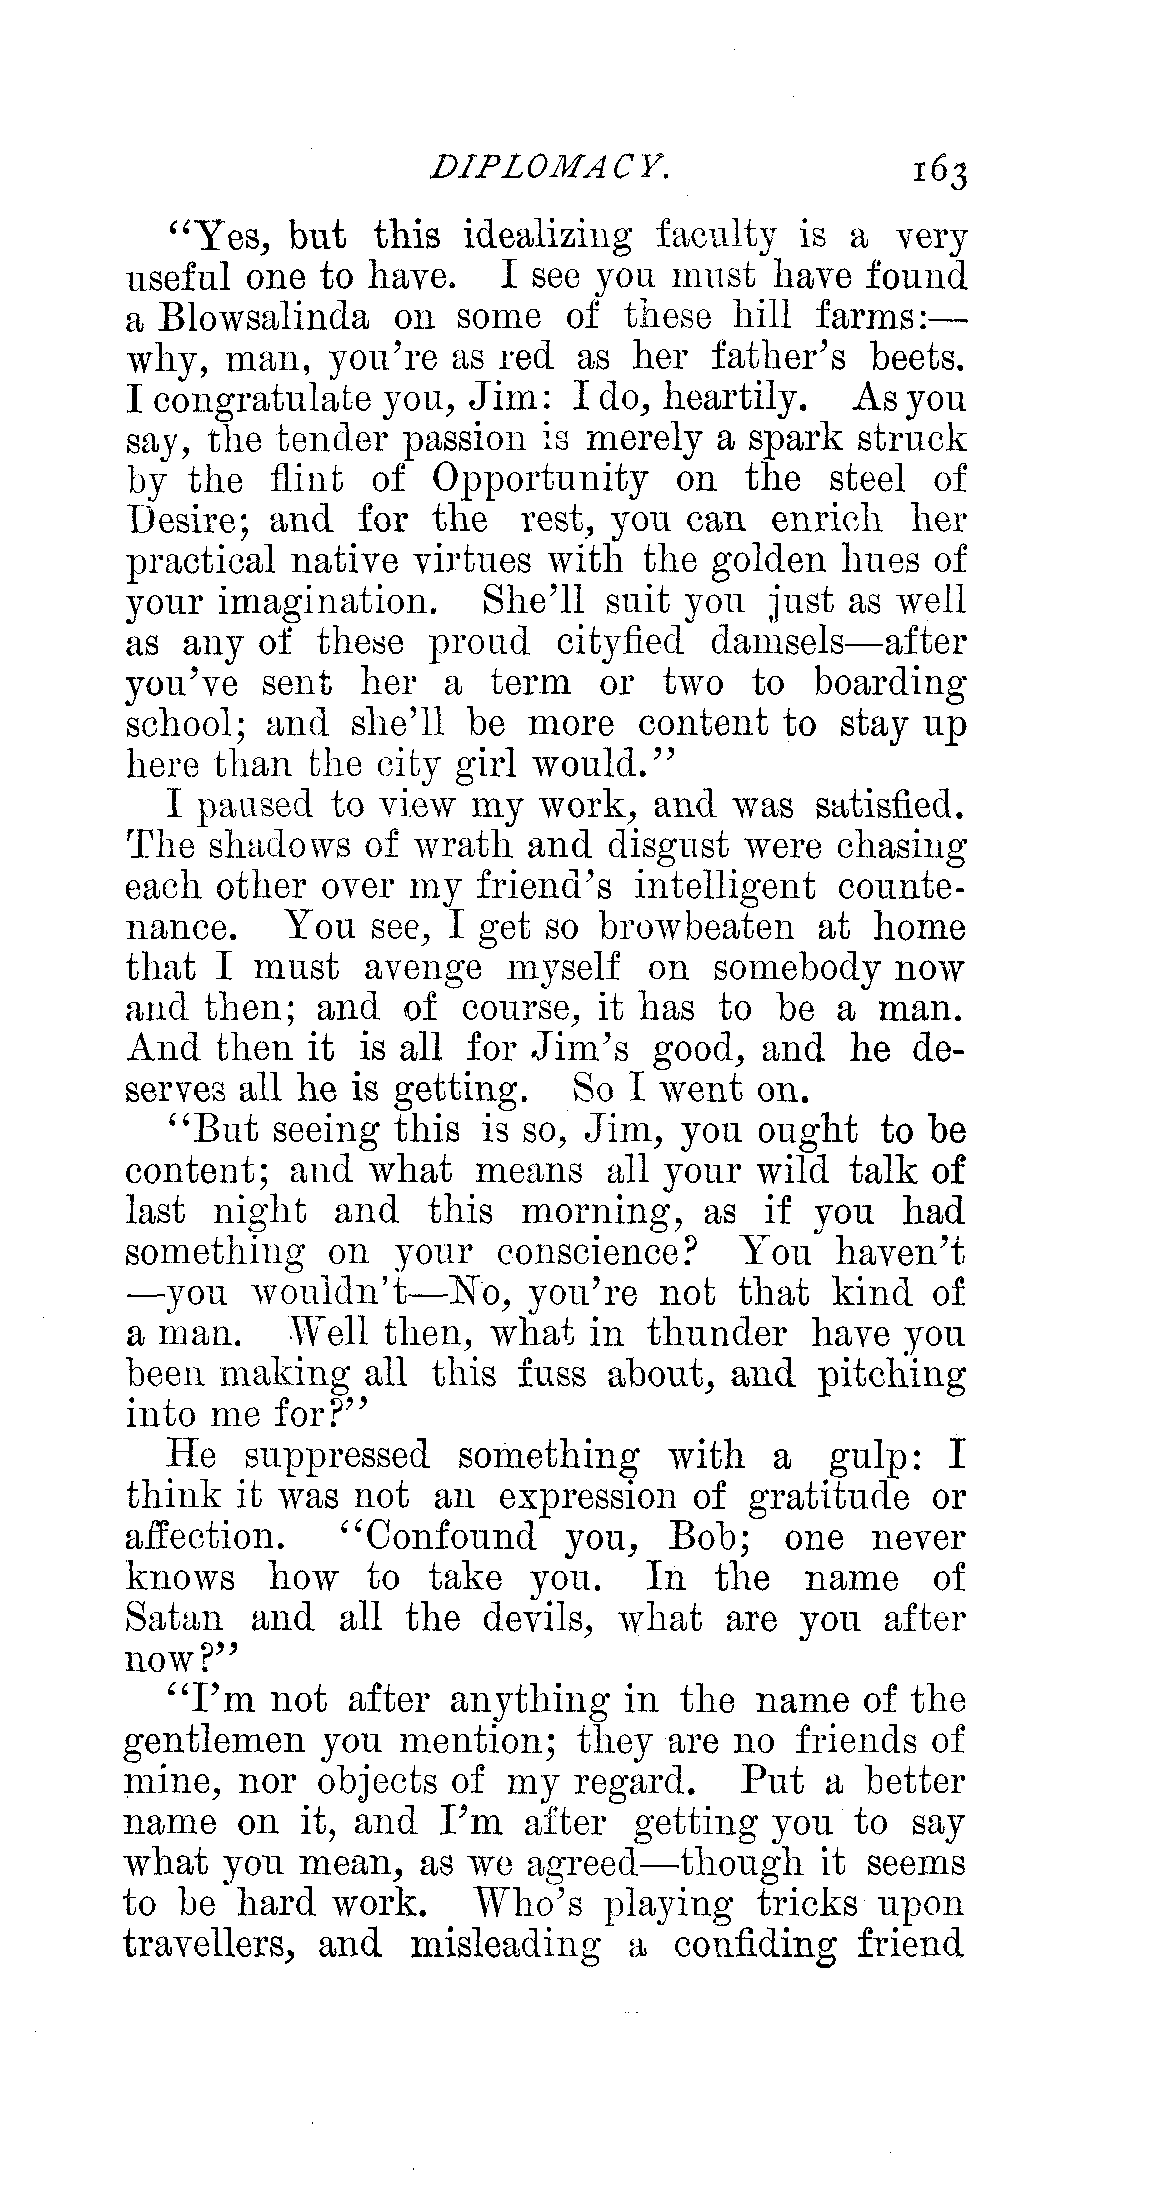 DIPLOMACY. 163
“Yes, but this idealizing faculty is a very
useful one to have. I see you must have found
a Blowsalinda on some of these hill farms:—
why, man, you’re as red as her father’s beets.
I congratulate you, Jim: I do, heartily. As you
say, the tender passion is merely a spark struck
by the flint of Opportunity on the steel of
Desire; and for the rest, you can enrich her
practical native virtues with the golden hues of
your imagination. She’ll suit you just as well
as any of these proud cityfied damsels—after
you’ve sent her a term or two to boarding
school; and she’ll be more content to stay up
here than the city girl would.”
I paused to view my work, and was satisfied.
The shadows of wrath and disgust were chasing
each other over my friend’s intelligent counte-
nance. You see, I get so browbeaten at home
that I must avenge myself on somebody now
and then; and of course, it has to be a man.
And then it is all for Jim’s good, and he de-
serves all he is getting. So I went on.
“But seeing this is so, Jim, you ought to be
content; and what means all your wild talk of
last night and this morning, as if you had
something on your conscience? You haven’t
—you wouldn’t—No, you’re not that kind of
a man. Well then, what in thunder have you
been making all this fuss about, and pitching
into me for?”
He suppressed something with a gulp: I
think it was not an expression of gratitude or
affection. “Confound you, Bob; one never
knows how to take you. In the name of
Satan and all the devils, what are you after
now?”
“I’m not after anything in the name of the
gentlemen you mention; they are no friends of
mine, nor objects of my regard. Put a better
name on it, and I’m after getting you to say
what you mean, as we agreed—though it seems
to be hard work. Who’s playing tricks upon
travellers, and misleading a confiding friend